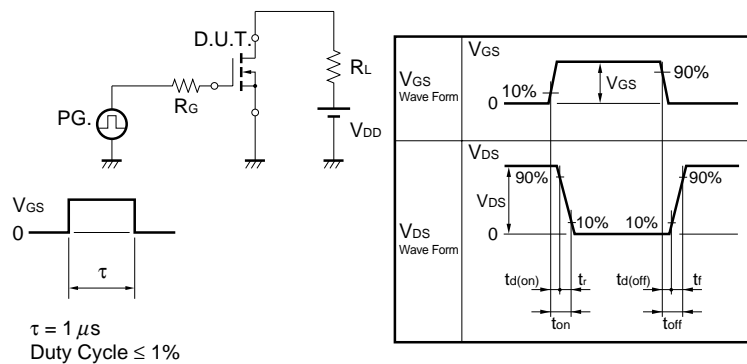 D.U.T.
RL
RG
PG.
VDD
VGS
0
τ
τ = 1 μs
Duty Cycle ≤ 1%
VGS
Wave Form
VGS
10%
VGS
90%
0
VDS
Wave Form
VDS
90%
90%
VDS
10%
10%
0
td(on)
tr
td(off)
tf
ton
toff